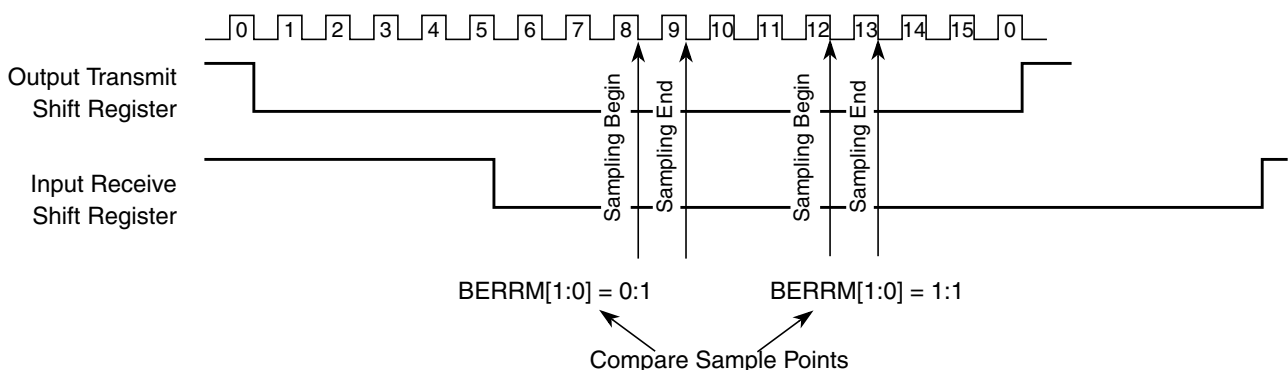 0 1 2 3 4 5 6 7 8 9 10 11 12 13 14 15 0
Output Transmit
Shift Register
Input Receive
Shift Register
Sampling Begin
Sampling End
Sampling Begin
Sampling End
BERRM[1:0] = 0:1
BERRM[1:0] = 1:1
Compare Sample Points